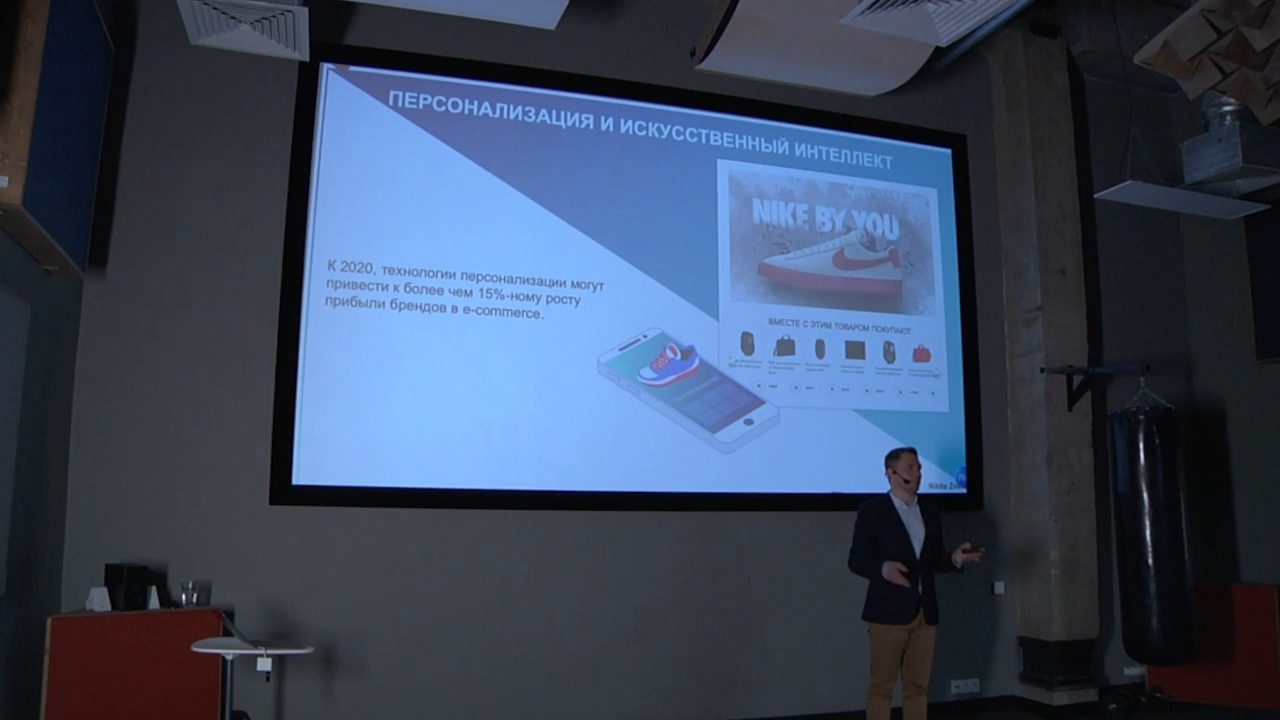 ПЕРСОНАЛИЗАЦИЯ И ИСКУССТВЕННЫЙ ИНТЕЛЛЕКТ
К 2020, технологии персонализации могут
привести к более чем 15%-ному росту
прибыли брендов в e-commerce.
NIKE BY YOU
ВМЕСТЕ С ЭТИМ ТОВАРОМ ПОКУПАЮТ:
Nikita